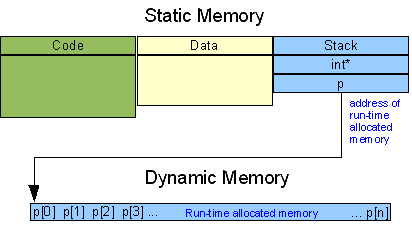 Static Memory
Code Data Stack
int*
p
address of
run-time
allocated
memory
Dynamic Memory
p[0] p[1] p[2] p[3] ... Run-time allocated memory ... p[n]